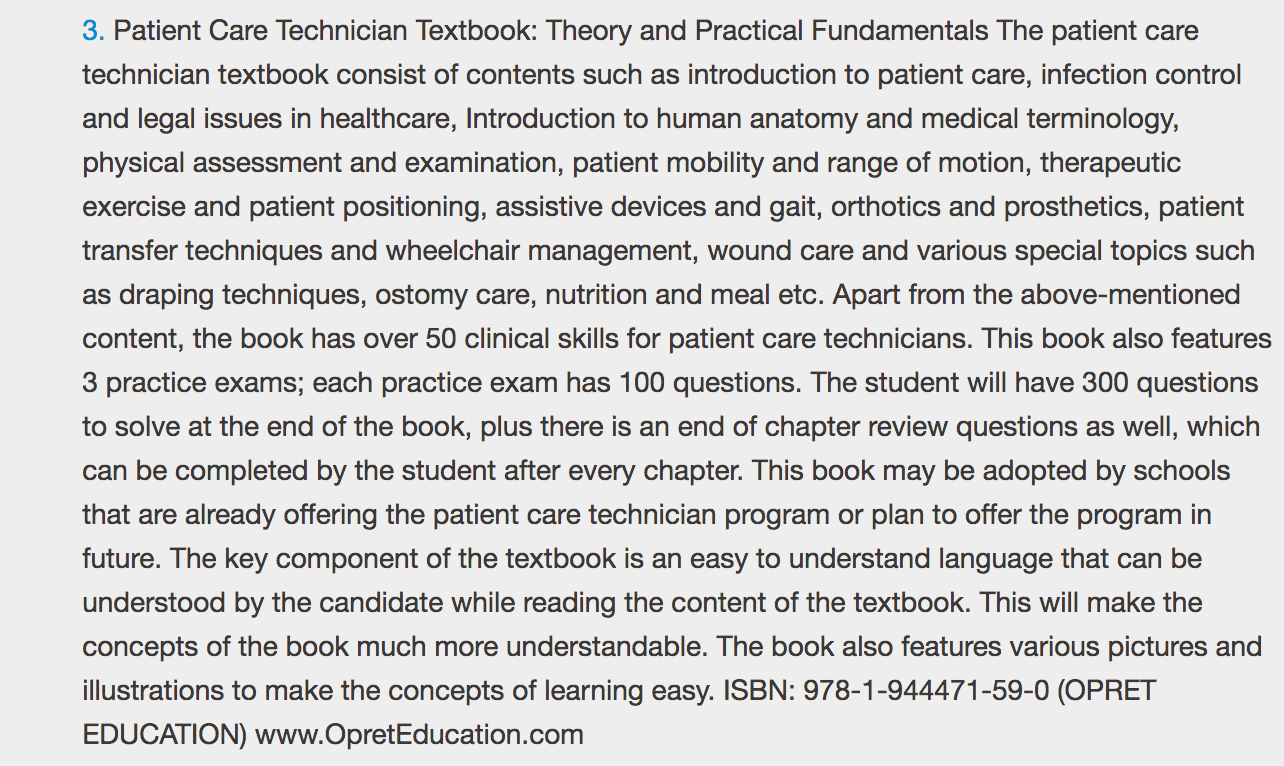 3. Patient Care Technician Textbook: Theory and Practical Fundamentals The patient care
technician textbook consist of contents such as introduction to patient care, infection control
and legal issues in healthcare, Introduction to human anatomy and medical terminology,
physical assessment and examination, patient mobility and range of motion, therapeutic
exercise and patient positioning, assistive devices and gait, orthotics and prosthetics, patient
transfer techniques and wheelchair management, wound care and various special topics such
as draping techniques, ostomy care, nutrition and meal etc. Apart from the above-mentioned
content, the book has over 50 clinical skills for patient care technicians. This book also features
3 practice exams; each practice exam has 100 questions. The student will have 300 questions
to solve at the end of the book, plus there is an end of chapter review questions as well, which
can be completed by the student after every chapter. This book may be adopted by schools
that are already offering the patient care technician program or plan to offer the program in
future. The key component of the textbook is an easy to understand language that can be
understood by the candidate while reading the content of the textbook. This will make the
concepts of the book much more understandable. The book also features various pictures and
illustrations to make the concepts of learning easy. ISBN: 978-1-944471-59-0 (OPRET
EDUCATION) www.OpretEducation.com